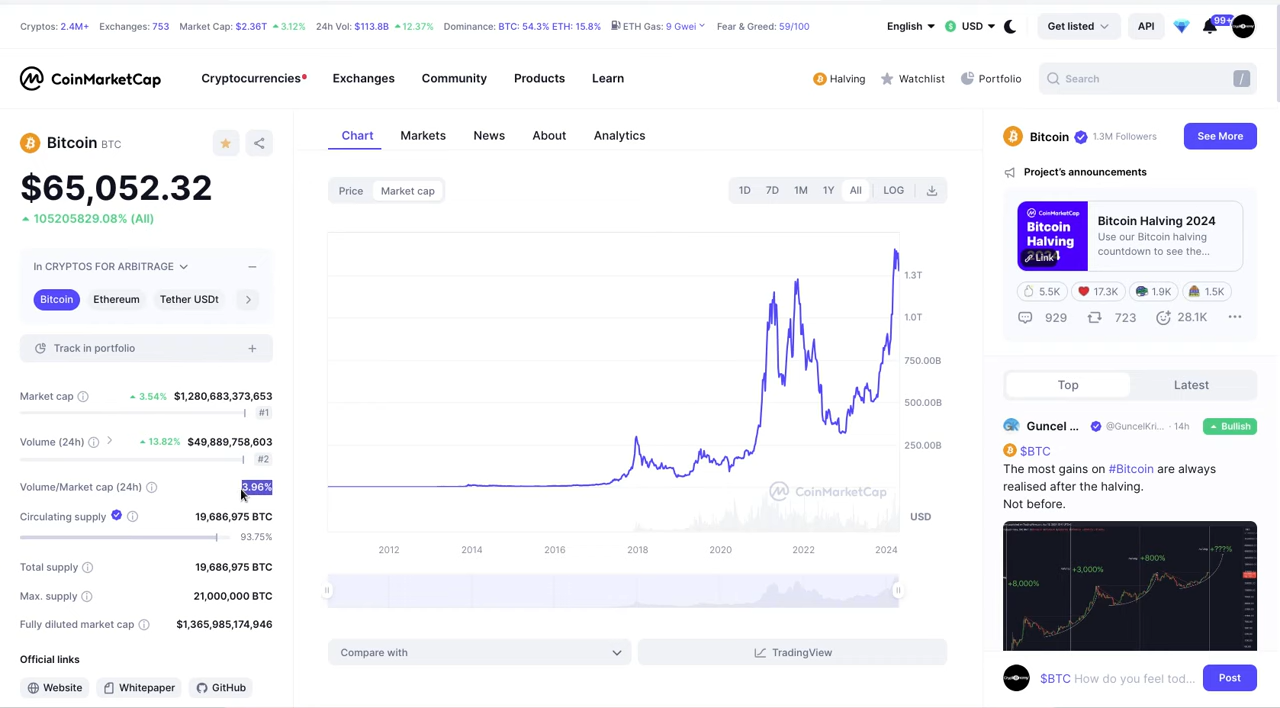 Cryptos: 2.4M+ Exchanges: 753 Market Cap: $2.36T 3.12% 24h Vol: $113.8B 12.37% Dominance: BTC: 54.3% ETH: 15.8% ETH Gas: 9 Gwei Fear & Greed: 59/100
English USD Get listed API 99+
CoinMarketCap Cryptocurrencies Exchanges Community Products Learn Halving Watchlist Portfolio Search /
Bitcoin BTC
$65,052.32
105205829.08% (All)
In CRYPTOS FOR ARBITRAGE
Bitcoin Ethereum Tether USDt
Track in portfolio +
Market cap 3.54% $1,280,683,373,653
#1
Volume (24h) 13.82% $49,889,758,603
#2
Volume/Market cap (24h) 3.96%
Circulating supply 19,686,975 BTC
93.75%
Total supply 19,686,975 BTC
Max. supply 21,000,000 BTC
Fully diluted market cap $1,365,985,174,946
Official links
Website Whitepaper GitHub
Chart Markets News About Analytics
Price Market cap 1D 7D 1M 1Y All LOG
1.3T
1.0T
750.00B
500.00B
250.00B
CoinMarketCap
USD
2012 2014 2016 2018 2020 2022 2024
Compare with TradingView
Bitcoin 1.3M Followers See More
Project's announcements
CoinMarketCap
Bitcoin
Halving
2024
Link
Bitcoin Halving 2024
Use our Bitcoin halving
countdown to see the...
5.5K 17.3K 1.9K 1.5K
929 723 28.1K
Top Latest
Guncel ... @GuncelKri... · 14h Bullish
$BTC
The most gains on #Bitcoin are always
realised after the halving.
Not before.
+8,000% +3,000% +800% +???%
$BTC How do you feel tod... Post